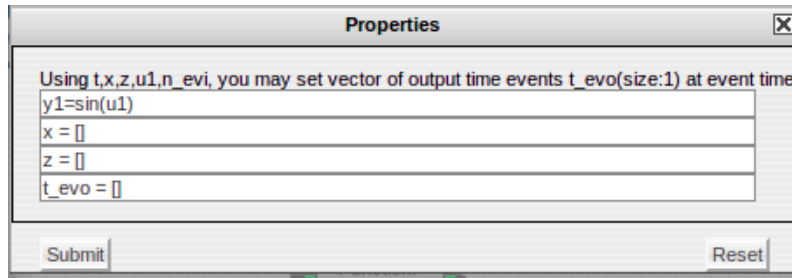 Properties
Using t,x,z,u1,n_evi, you may set vector of output time events t_evo(size:1) at event time
y1=sin(u1)
x = []
z = []
t_evo = []
Submit Reset